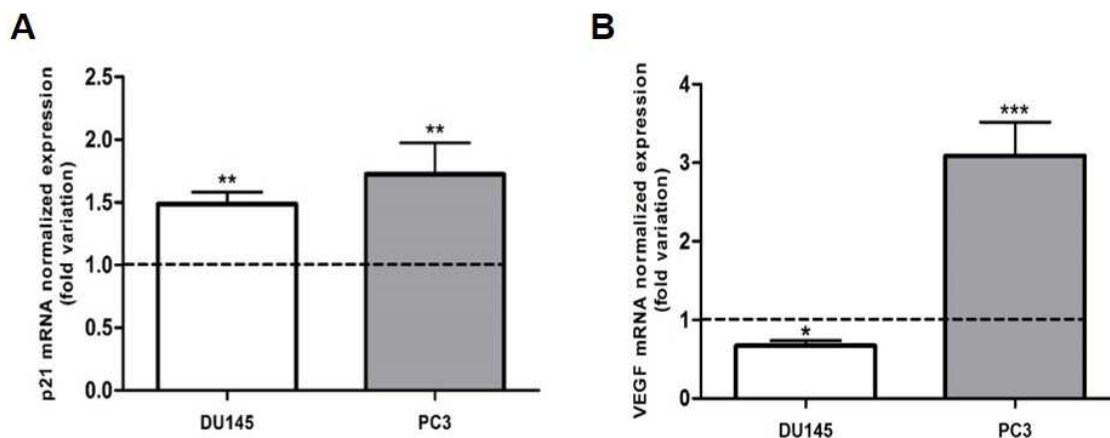 A
p21 mRNA normalized expression
(fold variation)
2.5
2.0
1.5
1.0
0.5
0.0
**
**
DU145
PC3
B
VEGF mRNA normalized expression
(fold variation)
4
3
2
1
0
*
***
DU145
PC3